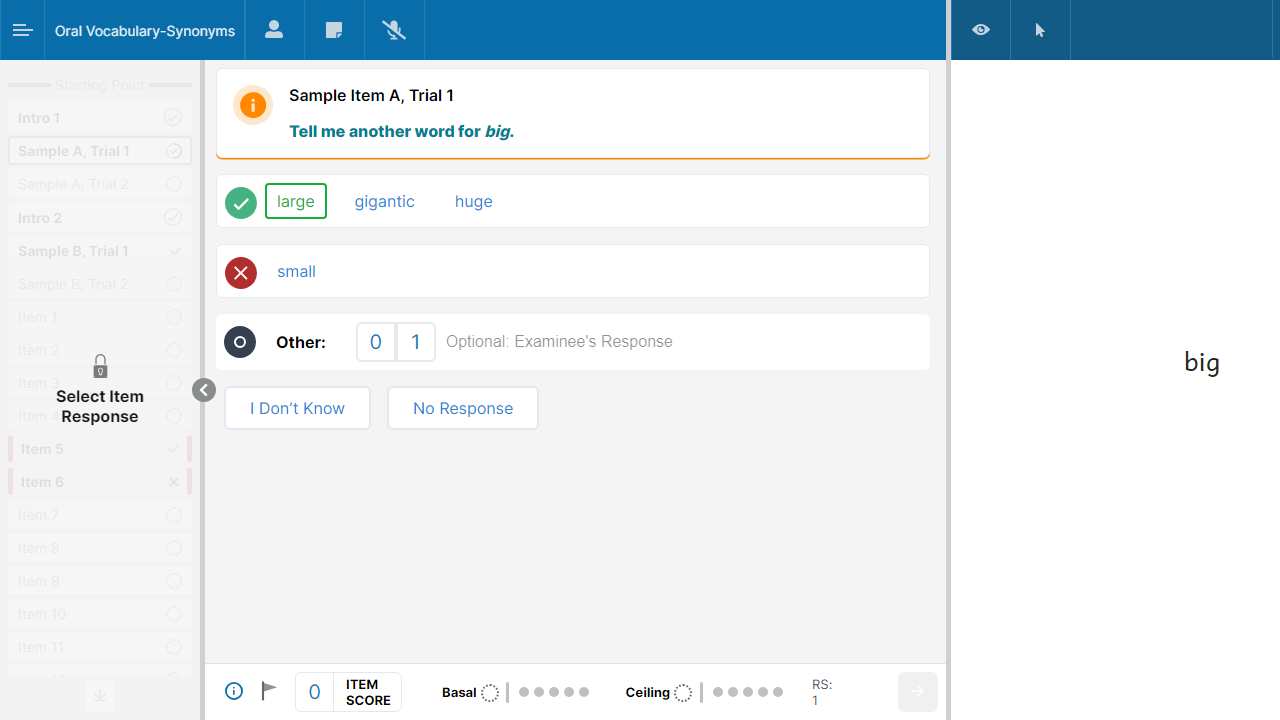 Oral Vocabulary-Synonyms
Starting Point
Intro 1
Sample A, Trial 1
Sample A, Trial 2
Intro 2
Sample B, Trial 1
Sample B, Trial 2
Item 1
Item 2
Item 3
Item 4
Select Item
Response
Item 5
Item 6
Item 7
Item 8
Item 9
Item 10
Item 11
Sample Item A, Trial 1
Tell me another word for big.
large gigantic huge
small
Other: 0 1 Optional: Examinee's Response
I Don’t Know No Response
0 ITEM
SCORE
Basal
Ceiling
RS:
1
big